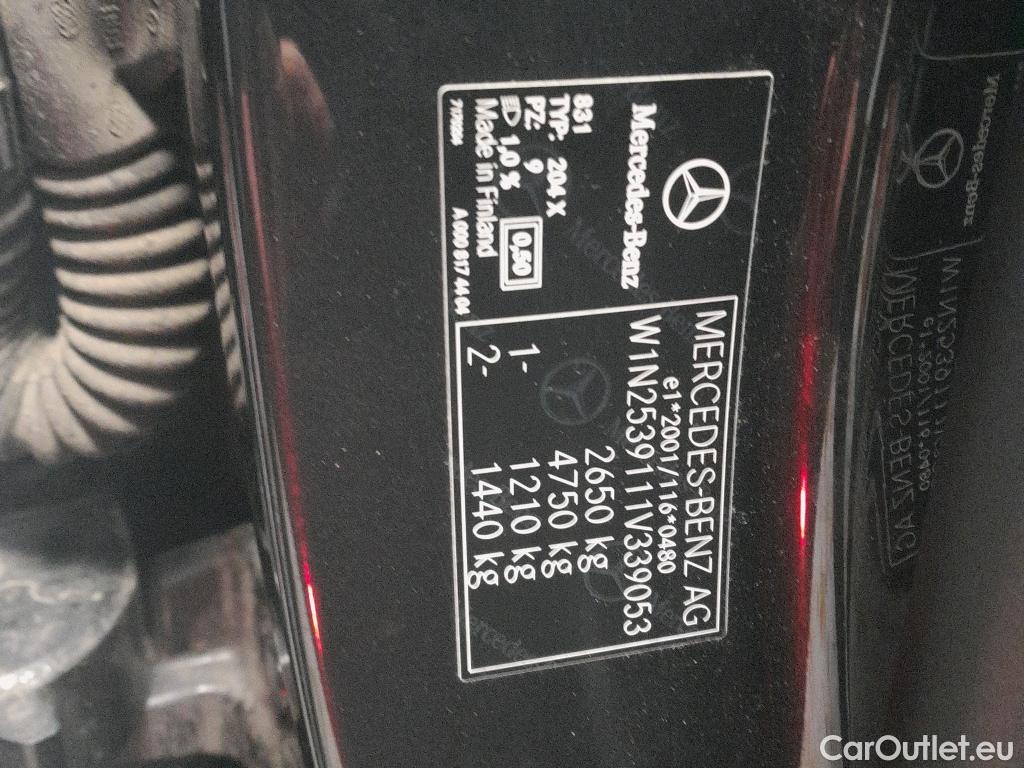 Mercedes-Benz
831
TYP: 204 X
PZ: 9
1,0 %
0,50
Made in Finland
A 000 817 44 04
MERCEDES-BENZ AG
e1*2001/116*0480
W1N2539111V339053
2650 kg
4750 kg
1- 1210 kg
2- 1440 kg
CarOutlet.eu